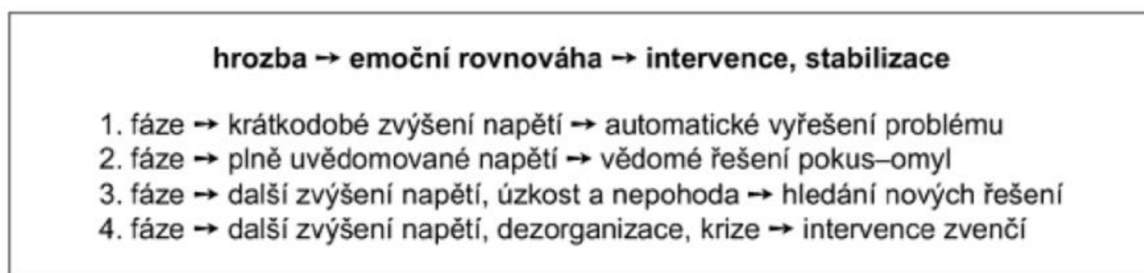 hrozba → emoční rovnováha → intervence, stabilizace
1. fáze → krátkodobé zvýšení napětí → automatické vyřešení problému
2. fáze → plně uvědomované napětí → vědomé řešení pokus–omyl
3. fáze → další zvýšení napětí, úzkost a nepohoda → hledání nových řešení
4. fáze → další zvýšení napětí, dezorganizace, krize → intervence zvenčí